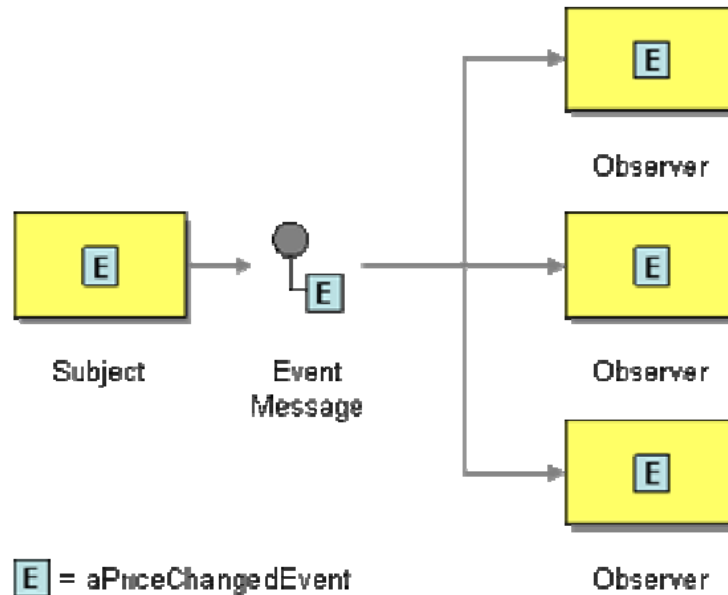 E
Observer
E
E
E
Subject
Event
Message
E
Observer
E
E = aPriceChangedEvent
Observer